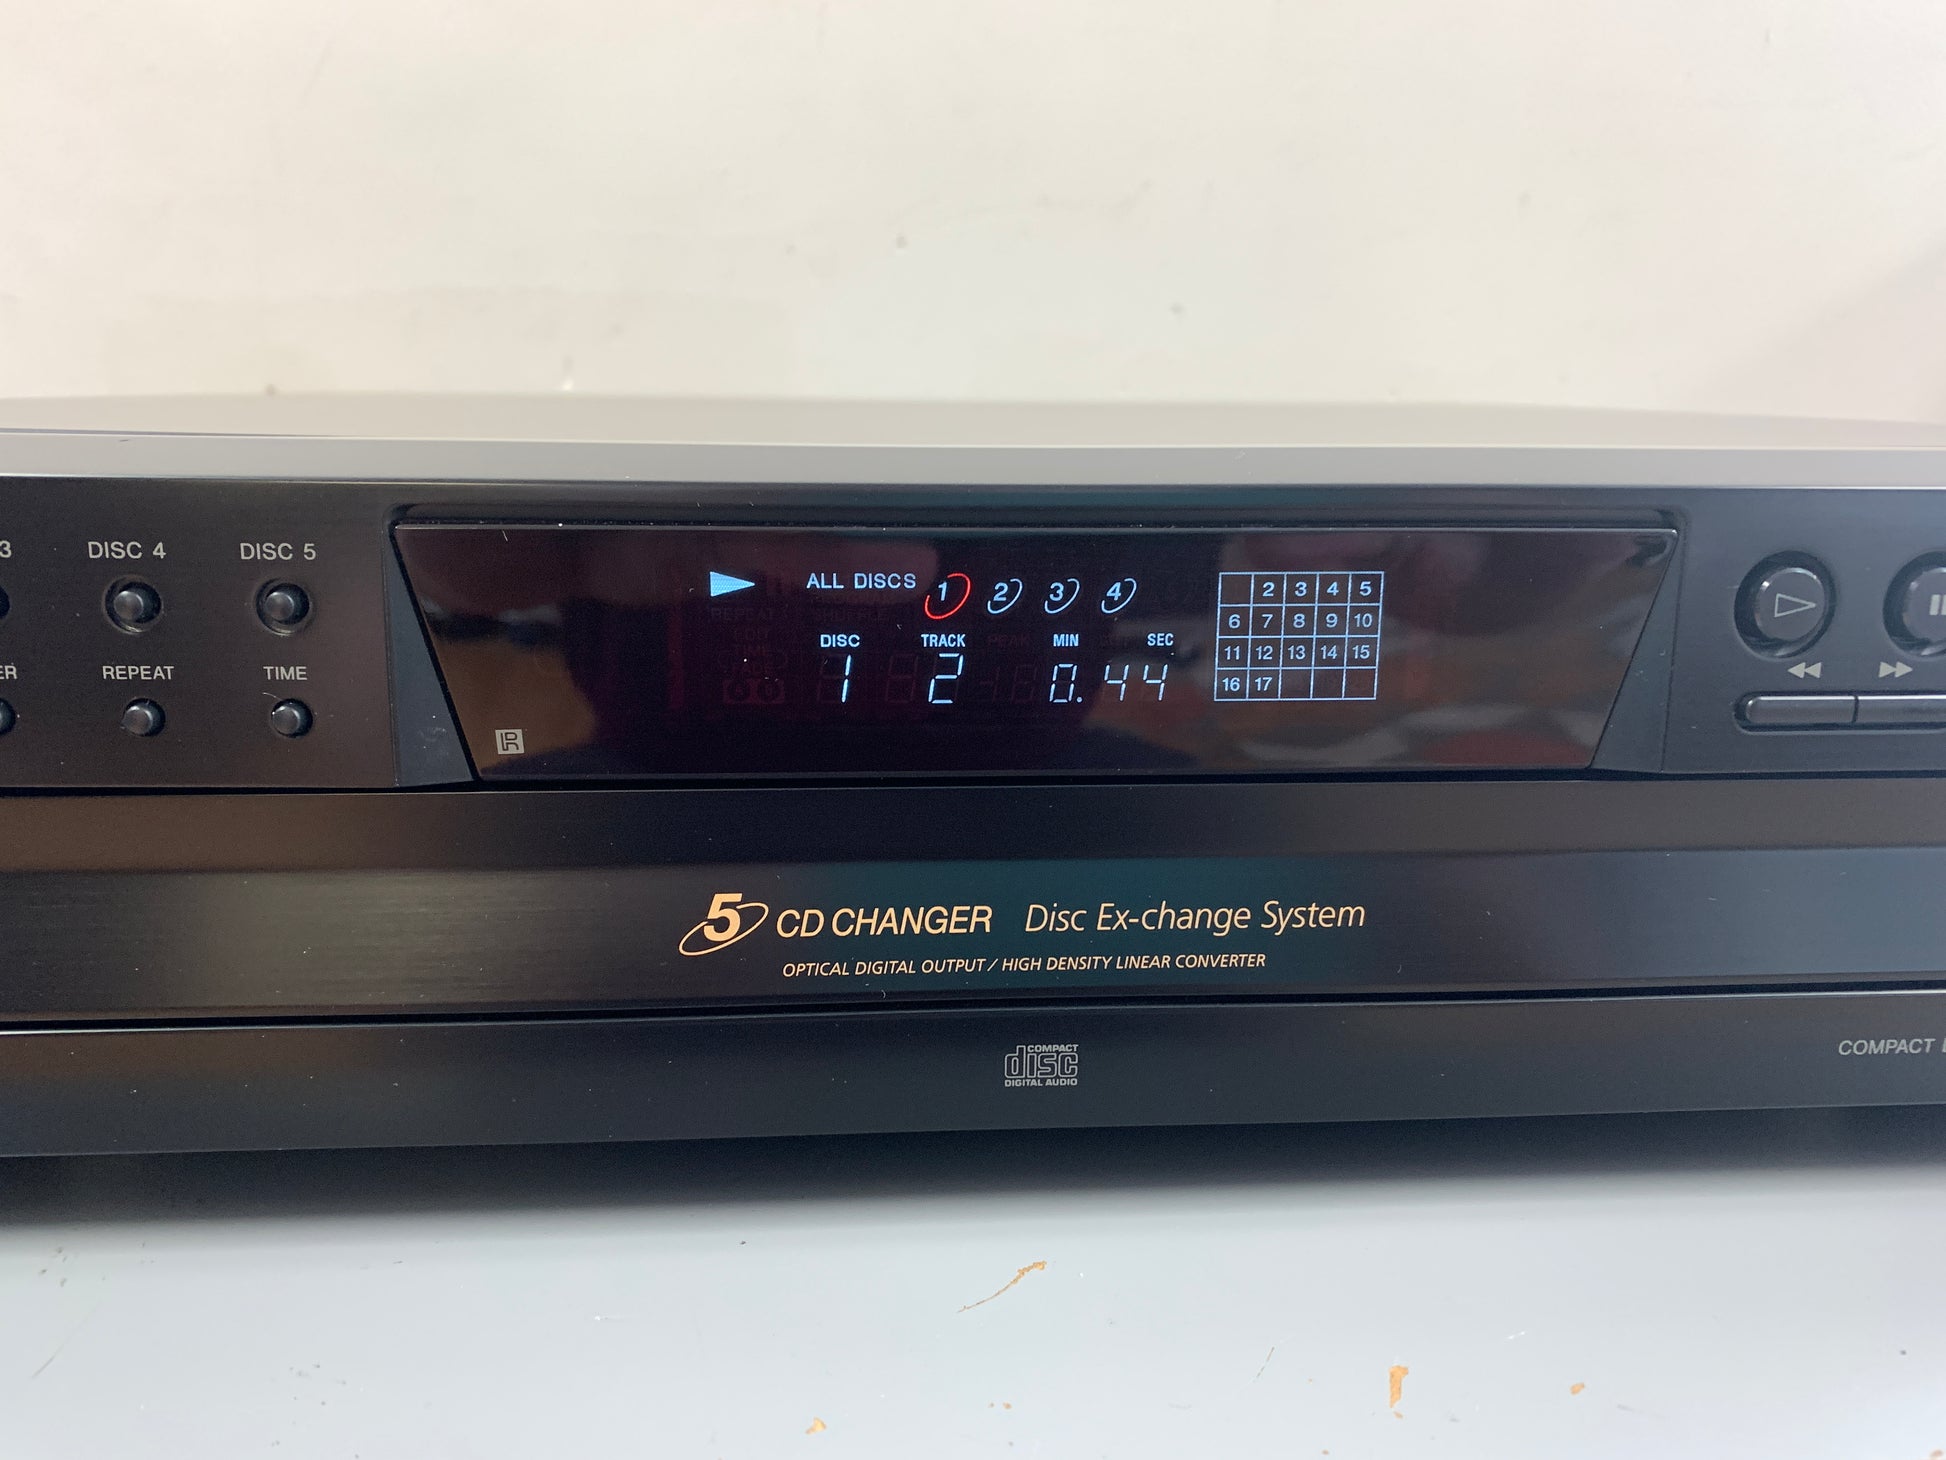 3 DISC 4 DISC 5
ER REPEAT TIME
ALL DISCS 1 2 3 4
DISC TRACK MIN SEC
1 2 0.44
2 3 4 5
6 7 8 9 10
11 12 13 14 15
16 17
R
5 CD CHANGER Disc Ex-change System
OPTICAL DIGITAL OUTPUT / HIGH DENSITY LINEAR CONVERTER
COMPACT
disc
DIGITAL AUDIO
COMPACT